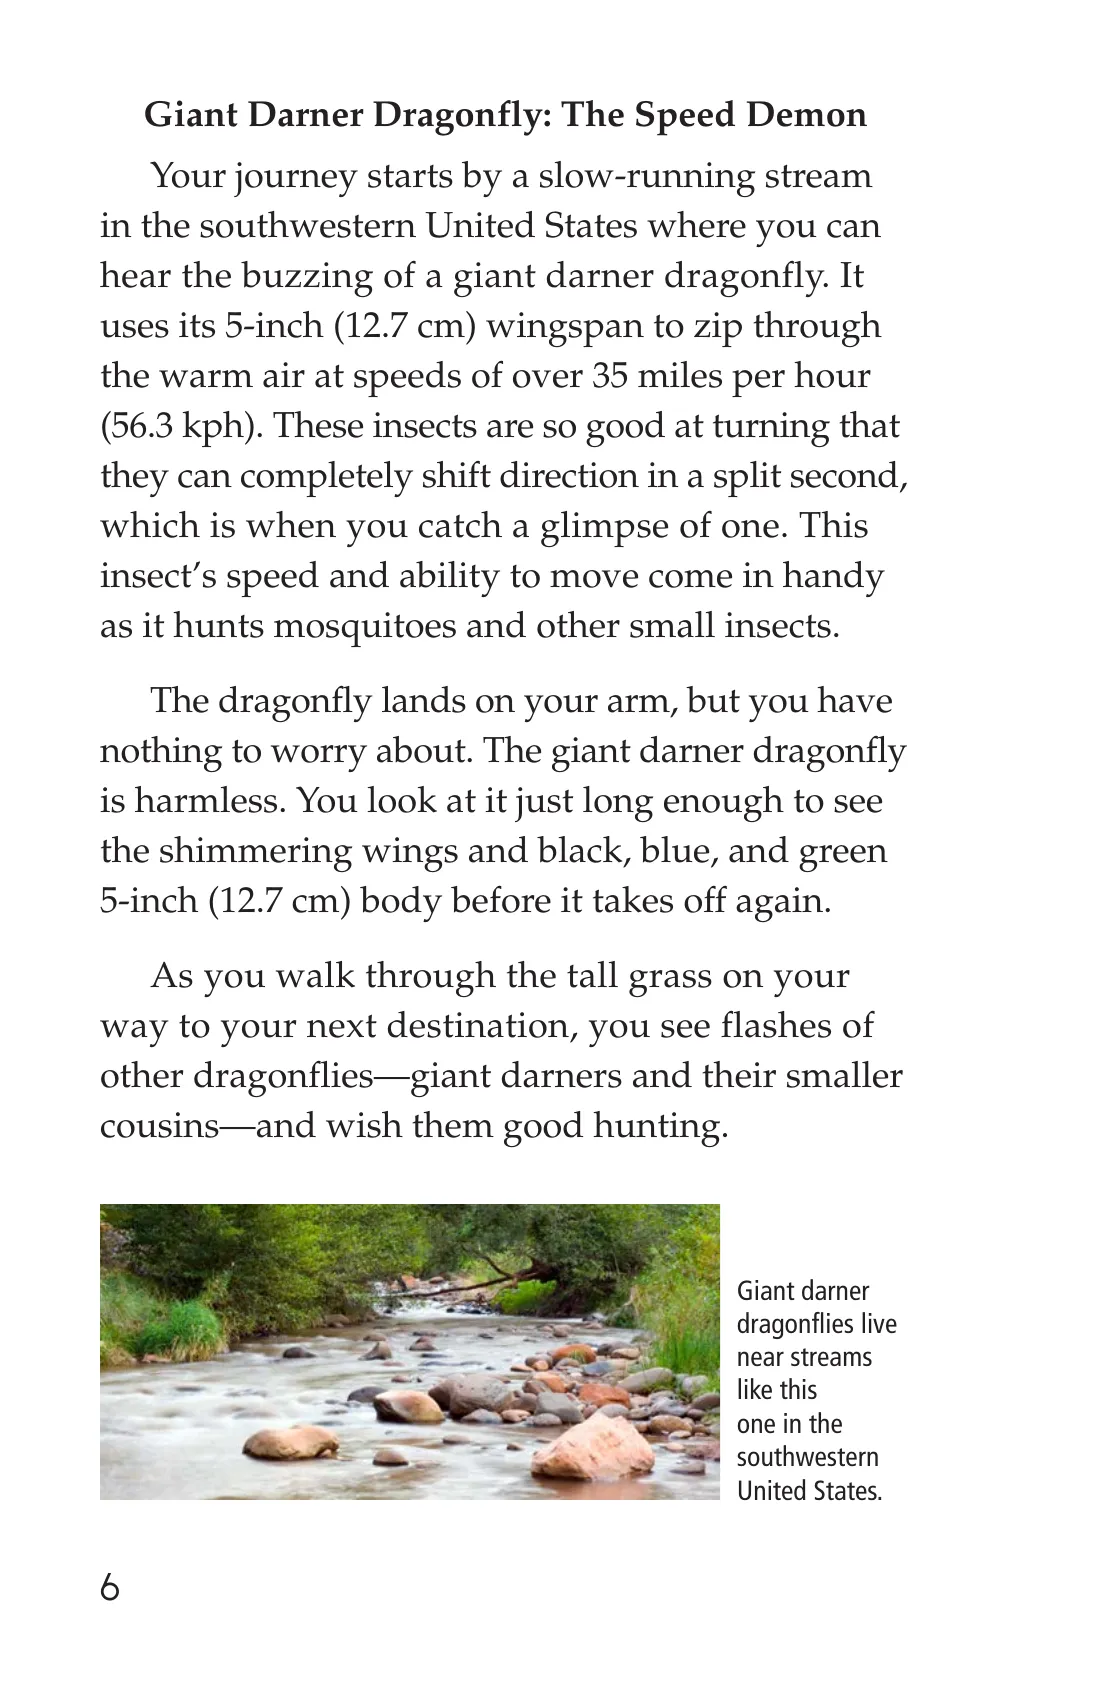 Giant Darner Dragonfly: The Speed Demon
Your journey starts by a slow-running stream
in the southwestern United States where you can
hear the buzzing of a giant darner dragonfly. It
uses its 5-inch (12.7 cm) wingspan to zip through
the warm air at speeds of over 35 miles per hour
(56.3 kph). These insects are so good at turning that
they can completely shift direction in a split second,
which is when you catch a glimpse of one. This
insect’s speed and ability to move come in handy
as it hunts mosquitoes and other small insects.
The dragonfly lands on your arm, but you have
nothing to worry about. The giant darner dragonfly
is harmless. You look at it just long enough to see
the shimmering wings and black, blue, and green
5-inch (12.7 cm) body before it takes off again.
As you walk through the tall grass on your
way to your next destination, you see flashes of
other dragonflies—giant darners and their smaller
cousins—and wish them good hunting.
Giant darner
dragonflies live
near streams
like this
one in the
southwestern
United States.
6